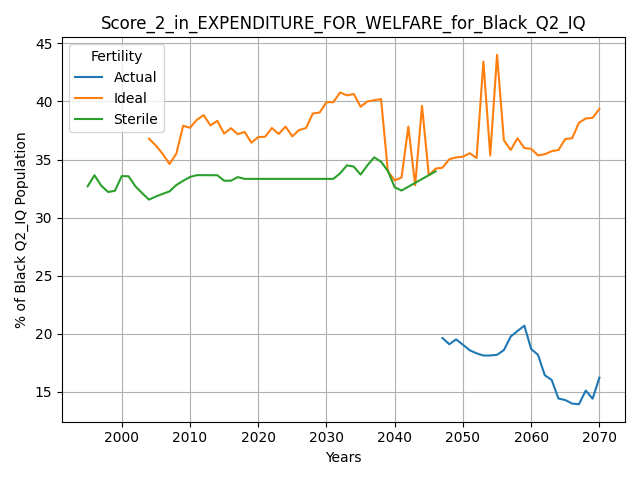 Score_2_in_EXPENDITURE_FOR_WELFARE_for_Black_Q2_IQ
Fertility
Actual
Ideal
Sterile
% of Black Q2_IQ Population
45
40
35
30
25
20
15
2000 2010 2020 2030 2040 2050 2060 2070
Years